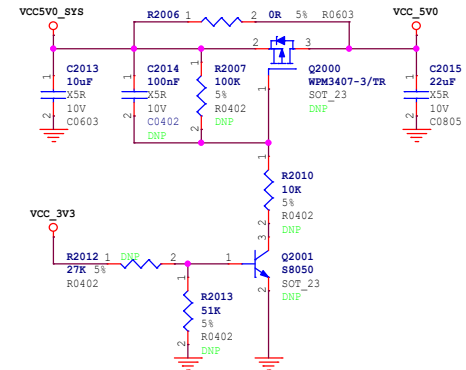 VCC5V0_SYS
R2006 1 2 0R 5% R0603
VCC_5V0
2 3
C2013
10uF
X5R
10V
C0603
1
2
C2014
100nF
X5R
10V
C0402
DNP
1
2
R2007
100K
5%
R0402
DNP
1
2
Q2000
WPM3407-3/TR
SOT_23
DNP
1
C2015
22uF
X5R
10V
C0805
1
2
R2010
10K
5%
R0402
DNP
1
2
VCC_3V3
R2012 1 DNP 2
27K 5%
R0402
1
3
Q2001
S8050
SOT_23
DNP
2
R2013
51K
5%
R0402
DNP
1
2